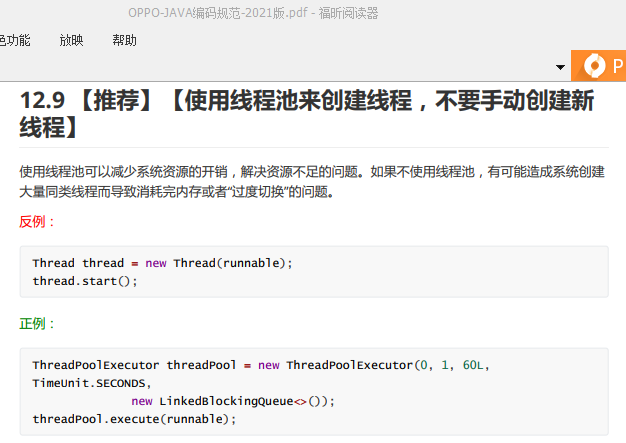 OPPO-JAVA编码规范-2021版.pdf - 福昕阅读器
色功能 放映 帮助
P
12.9 【推荐】【使用线程池来创建线程，不要手动创建新
线程】
使用线程池可以减少系统资源的开销，解决资源不足的问题。如果不使用线程池，有可能造成系统创建
大量同类线程而导致消耗完内存或者“过度切换”的问题。
反例：
Thread thread = new Thread(runnable);
thread.start();
正例：
ThreadPoolExecutor threadPool = new ThreadPoolExecutor(0, 1, 60L,
TimeUnit.SECONDS,
new LinkedBlockingQueue<>());
threadPool.execute(runnable);